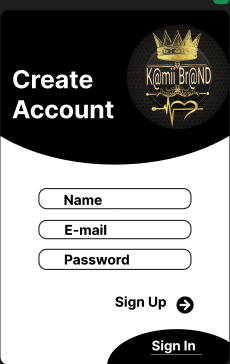 Create
Account
K@mii Br@ND
Name
E-mail
Password
Sign Up
Sign In